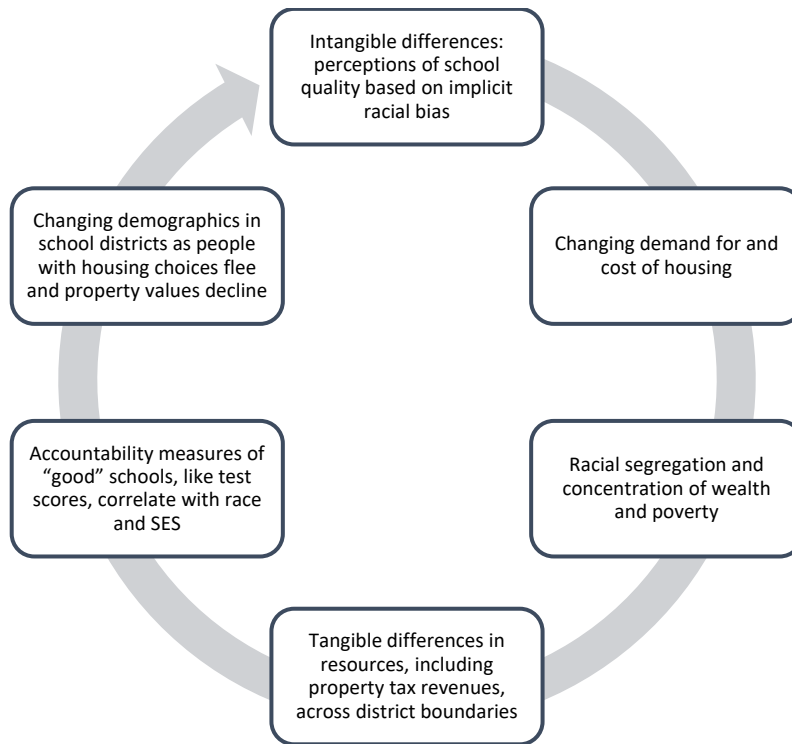 Intangible differences:
perceptions of school
quality based on implicit
racial bias
Changing demand for and
cost of housing
Racial segregation and
concentration of wealth
and poverty
Tangible differences in
resources, including
property tax revenues,
across district boundaries
Accountability measures of
“good” schools, like test
scores, correlate with race
and SES
Changing demographics in
school districts as people
with housing choices flee
and property values decline